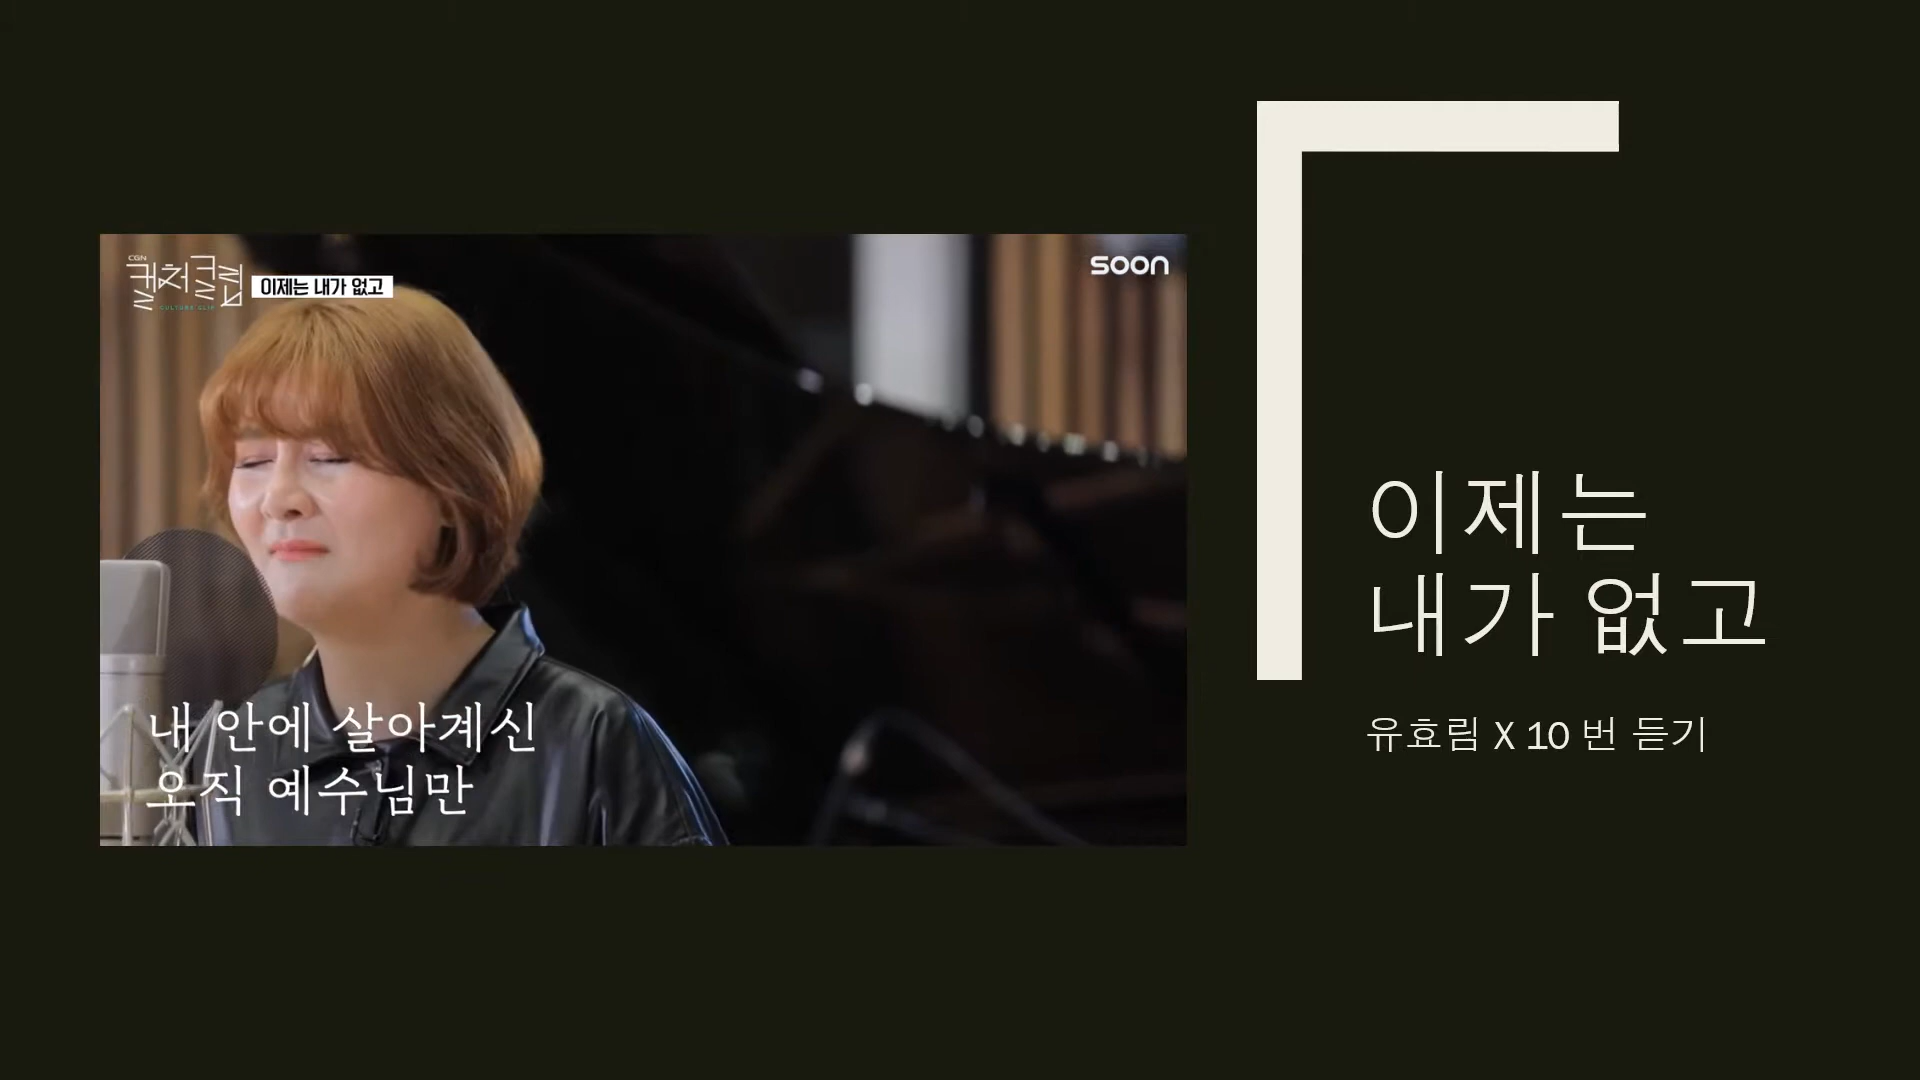 CGN
컬처클립
CULTURE CLIP
이제는 내가 없고
soon
내 안에 살아계신
오직 예수님만
이제는
내가 없고
유효림 X 10 번 듣기